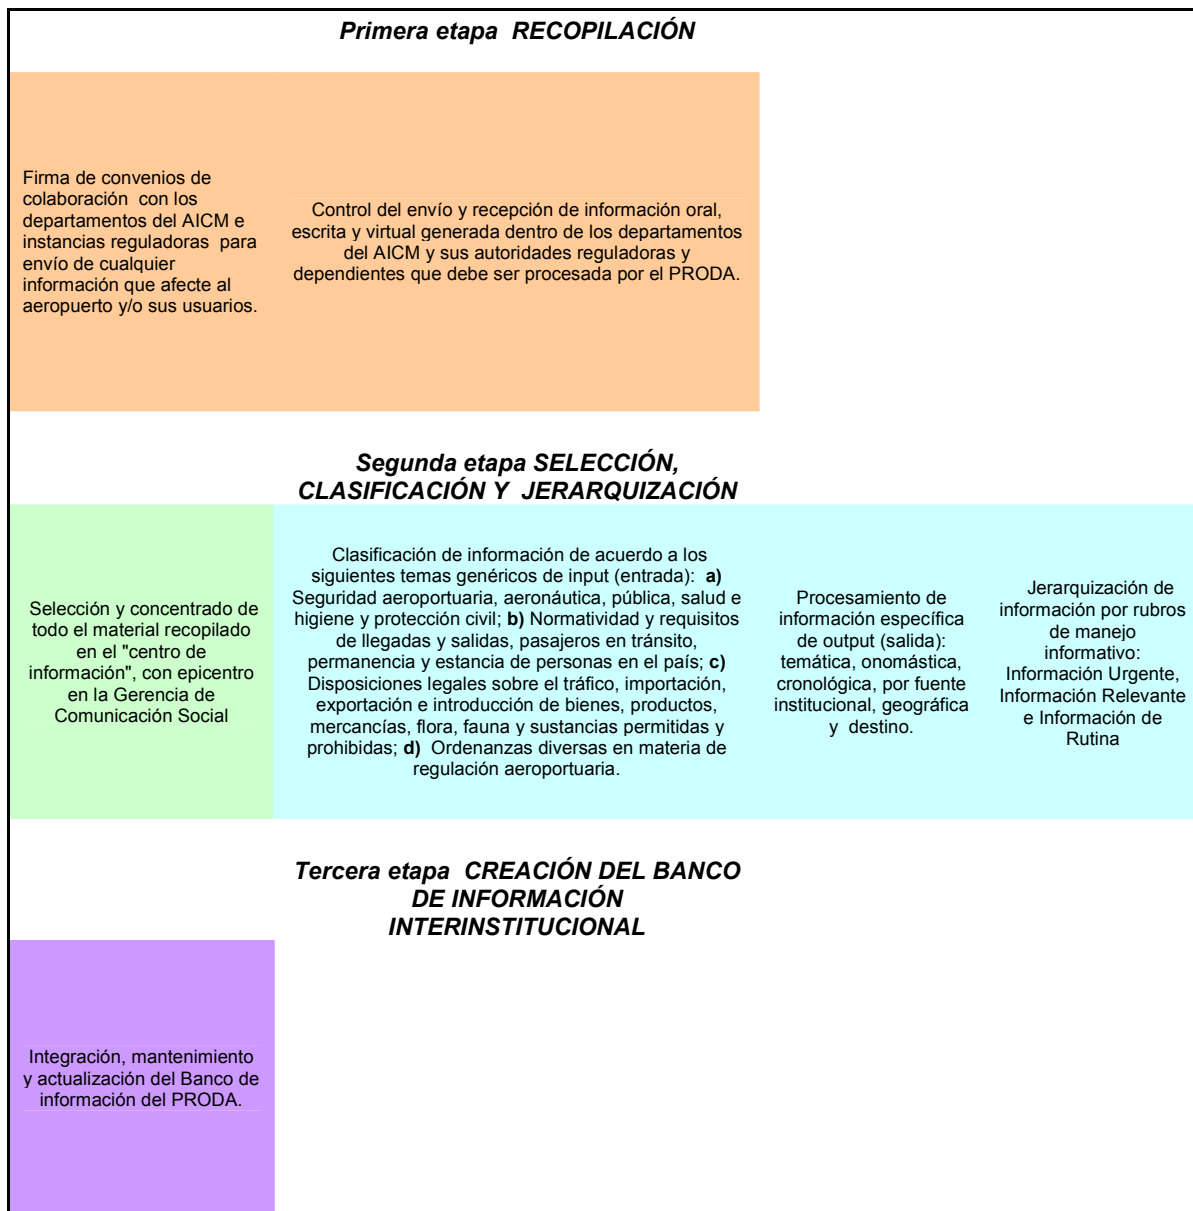 Primera etapa  RECOPILACIÓN
Firma de convenios de
colaboración  con los
departamentos del AICM e
instancias reguladoras  para
envío de cualquier
información que afecte al
aeropuerto y/o sus usuarios.
Control del envío y recepción de información oral,
escrita y virtual generada dentro de los departamentos
del AICM y sus autoridades reguladoras y
dependientes que debe ser procesada por el PRODA.
Segunda etapa SELECCIÓN,
CLASIFICACIÓN Y  JERARQUIZACIÓN
Selección y concentrado de
todo el material recopilado
en el "centro de
información", con epicentro
en la Gerencia de
Comunicación Social
Clasificación de información de acuerdo a los
siguientes temas genéricos de input (entrada):  a)
Seguridad aeroportuaria, aeronáutica, pública, salud e
higiene y protección civil; b) Normatividad y requisitos
de llegadas y salidas, pasajeros en tránsito,
permanencia y estancia de personas en el país; c)
Disposiciones legales sobre el tráfico, importación,
exportación e introducción de bienes, productos,
mercancías, flora, fauna y sustancias permitidas y
prohibidas; d)  Ordenanzas diversas en materia de
regulación aeroportuaria.
Procesamiento de
información específica
de output (salida):
temática, onomástica,
cronológica, por fuente
institucional, geográfica
y  destino.
Jerarquización de
información por rubros
de manejo
informativo:
Información Urgente,
Información Relevante
e Información de
Rutina
Tercera etapa  CREACIÓN DEL BANCO
DE INFORMACIÓN
INTERINSTITUCIONAL
Integración, mantenimiento
y actualización del Banco de
información del PRODA.